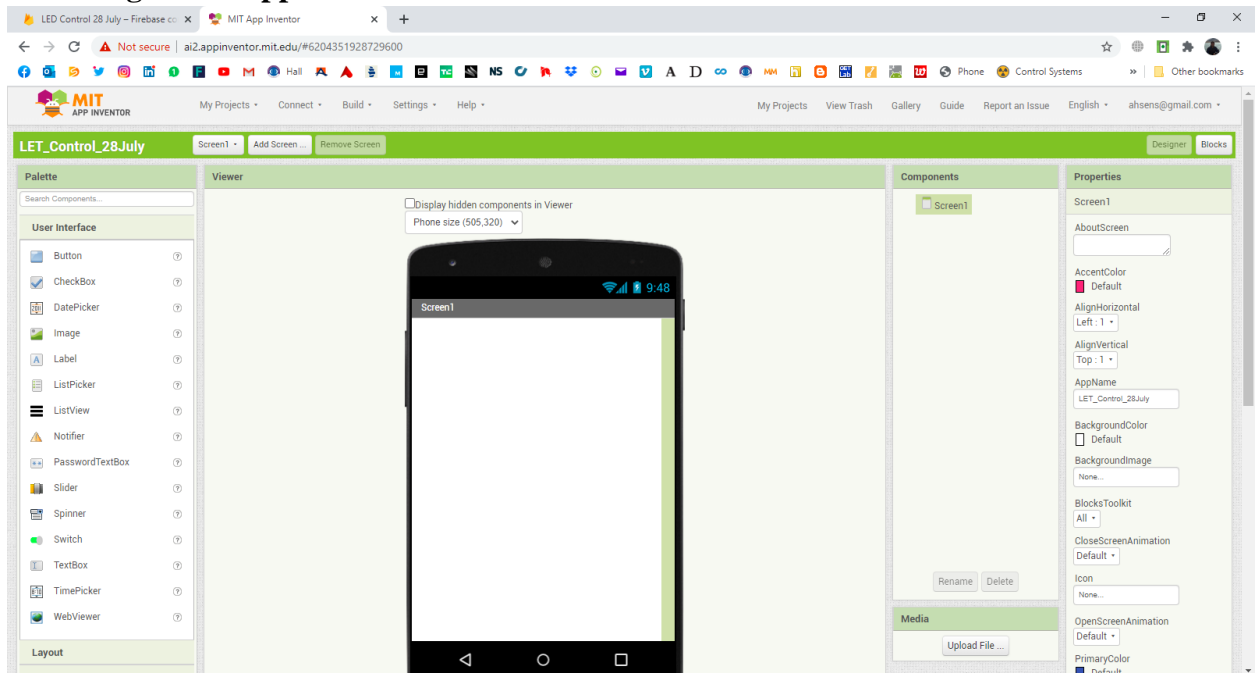 LED Control 28 July – Firebase co
MIT App Inventor
Not secure | ai2.appinventor.mit.edu/#6204351928729600
Hall
NS
MM
Phone
Control Systems
»
Other bookmarks
MIT
APP INVENTOR
My Projects
Connect
Build
Settings
Help
My Projects
View Trash
Gallery
Guide
Report an Issue
English
ahsens@gmail.com
LET_Control_28July
Screen1
Add Screen ...
Remove Screen
Designer
Blocks
Palette
Search Components...
User Interface
Button
CheckBox
DatePicker
Image
Label
ListPicker
ListView
Notifier
PasswordTextBox
Slider
Spinner
Switch
TextBox
TimePicker
WebViewer
Layout
Viewer
Display hidden components in Viewer
Phone size (505,320)
9:48
Screen1
Components
Screen1
Rename
Delete
Media
Upload File ...
Properties
Screen1
AboutScreen
AccentColor
Default
AlignHorizontal
Left : 1
AlignVertical
Top : 1
AppName
LET_Control_28July
BackgroundColor
Default
BackgroundImage
None...
BlocksToolkit
All
CloseScreenAnimation
Default
Icon
None...
OpenScreenAnimation
Default
PrimaryColor
Default